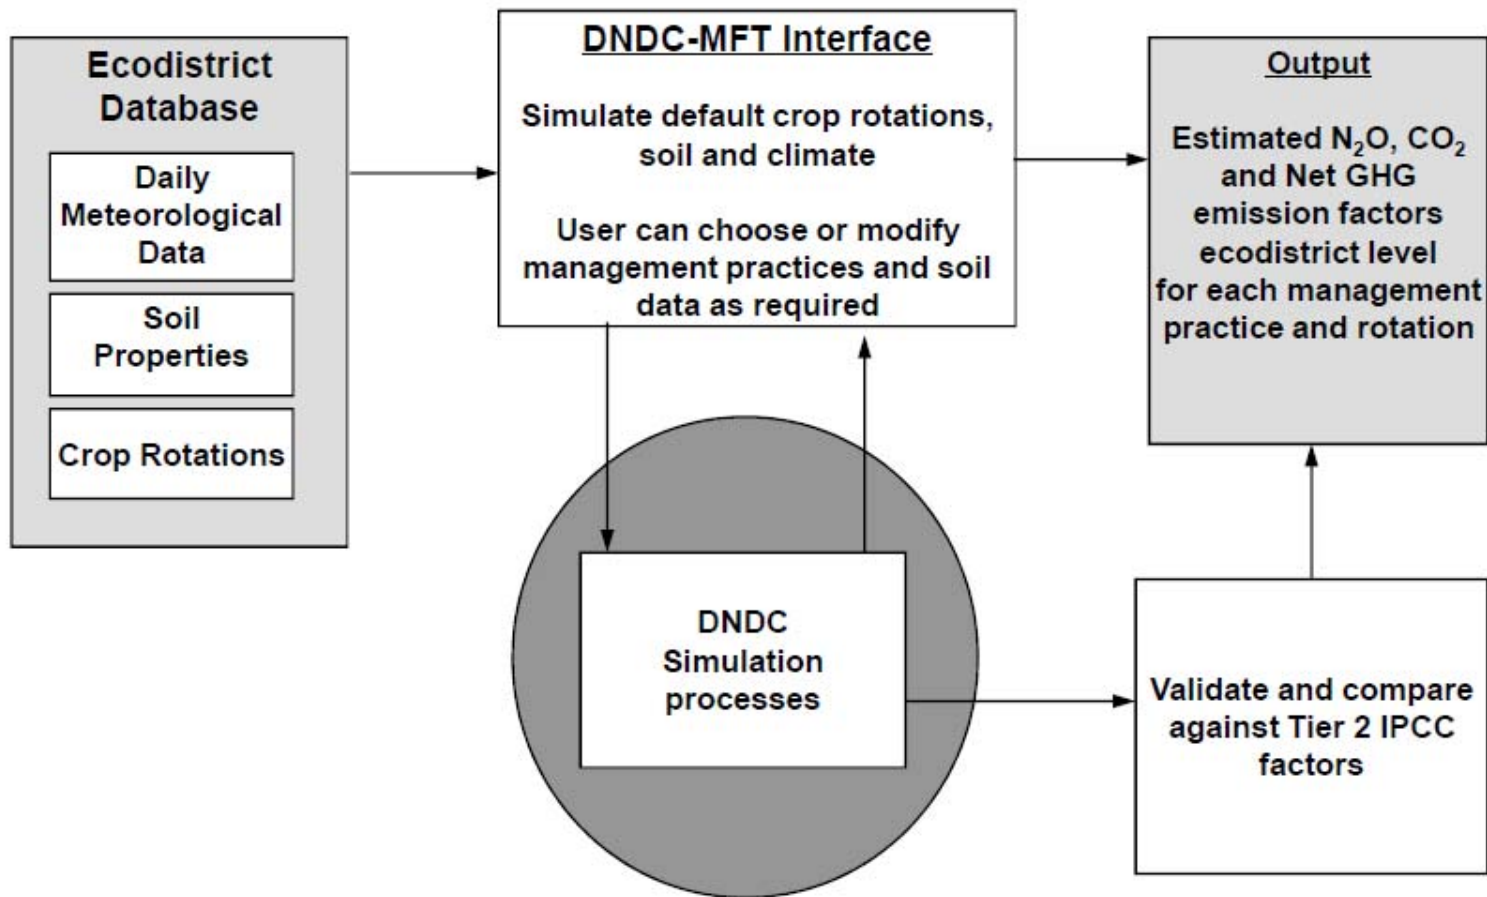 Ecodistrict
Database
Daily
Meteorological
Data
Soil
Properties
Crop Rotations
DNDC-MFT Interface
Simulate default crop rotations,
soil and climate
User can choose or modify
management practices and soil
data as required
DNDC
Simulation
processes
Output
Estimated N₂O, CO₂
and Net GHG
emission factors
ecodistrict level
for each management
practice and rotation
Validate and compare
against Tier 2 IPCC
factors